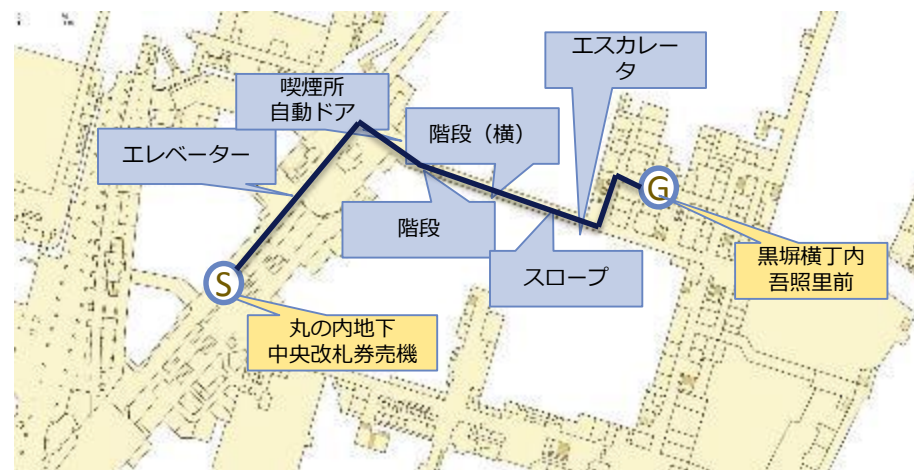 エスカレー
タ
喫煙所
自動ドア
階段（横）
エレベーター
G
階段
黒塀横丁内
吾照里前
スロープ
S
丸の内地下
中央改札券売機